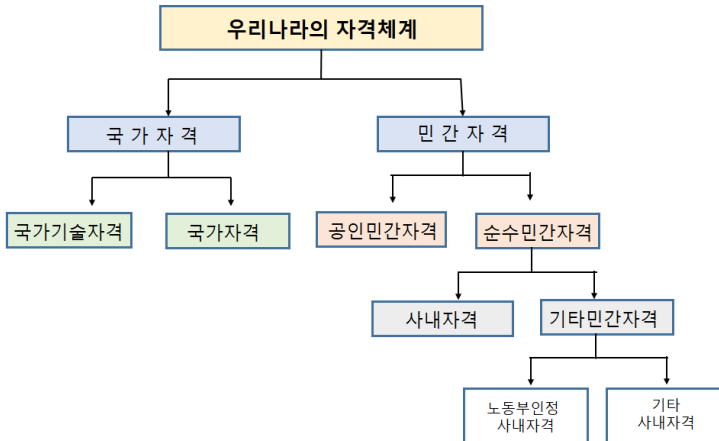 우리나라의 자격체계
국 가 자 격
민 간 자 격
국가기술자격
국가자격
공인민간자격
순수민간자격
사내자격
기타민간자격
노동부인정
사내자격
기타
사내자격